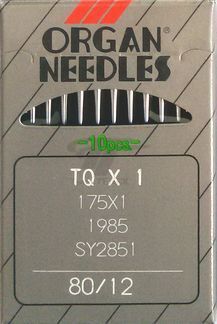 ORGAN®
NEEDLES
-10pcs.-
TQ X 1
175X1
1985
SY2851
80/12